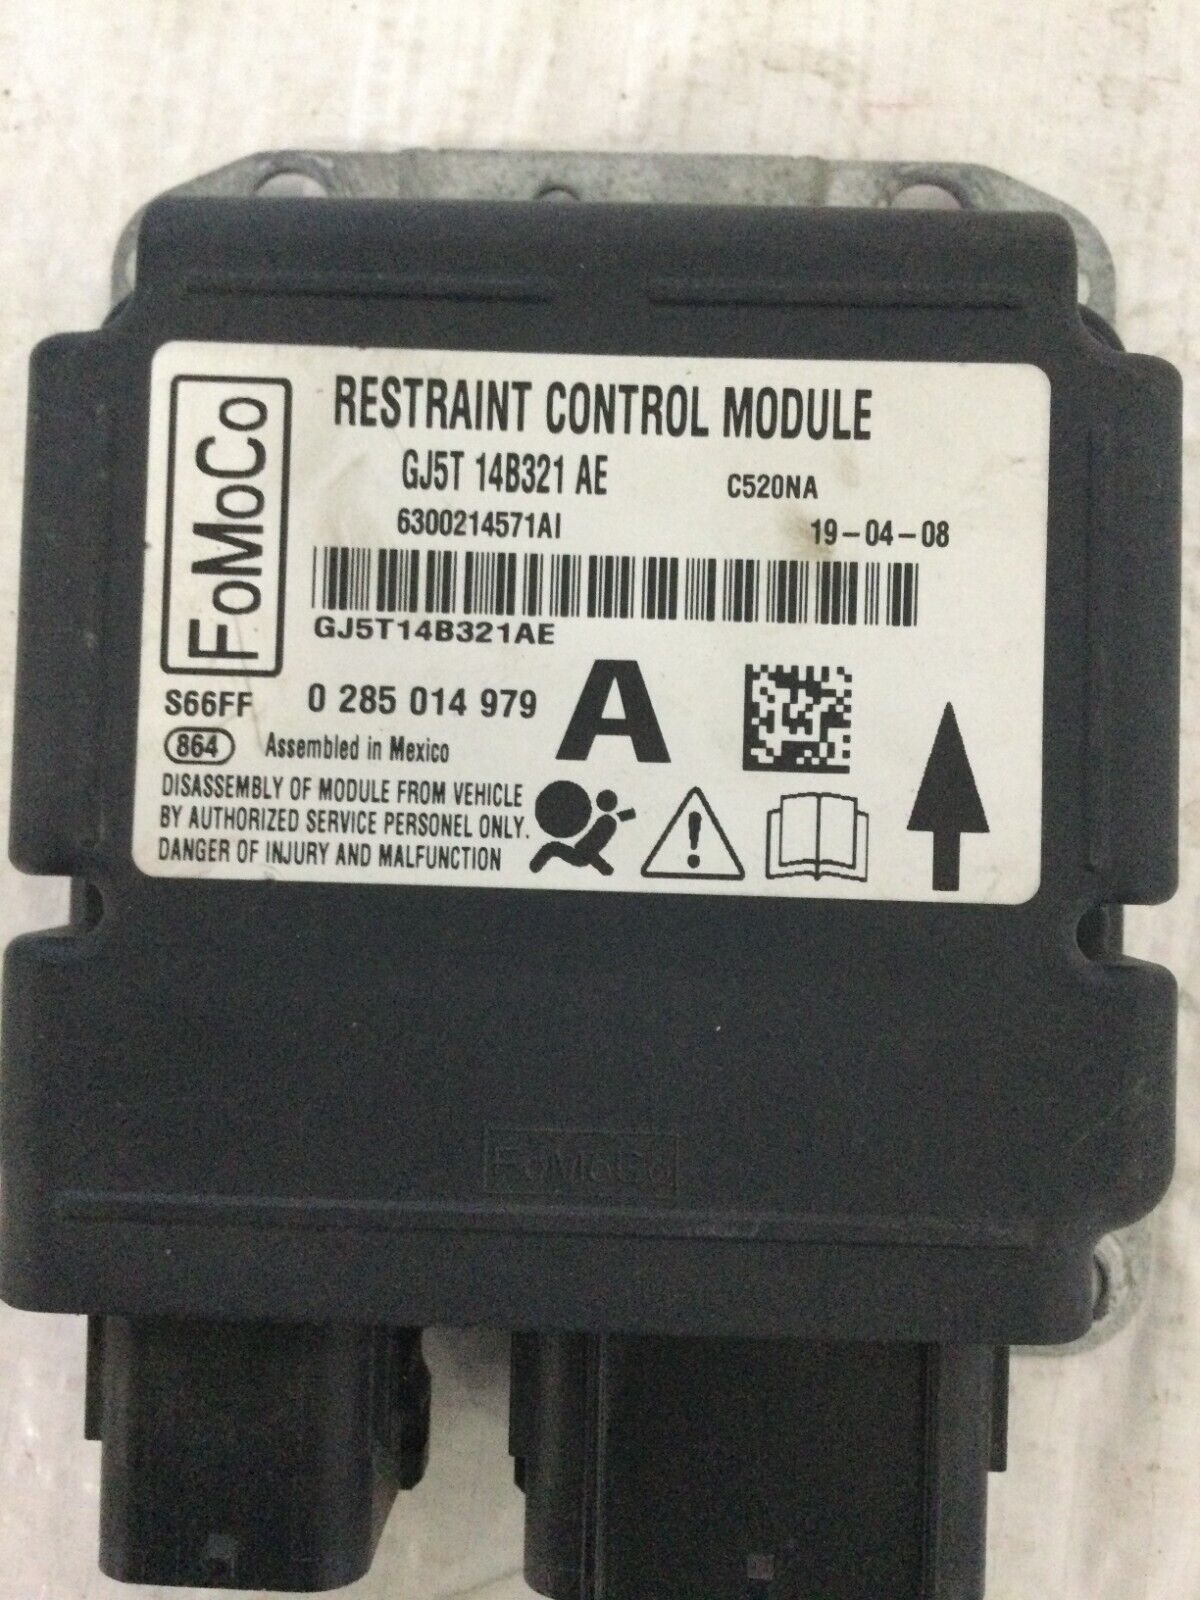 FoMoCo
RESTRAINT CONTROL MODULE
GJ5T 14B321 AE
C520NA
6300214571AI
19-04-08
GJ5T14B321AE
S66FF
0 285 014 979
A
864
Assembled in Mexico
DISASSEMBLY OF MODULE FROM VEHICLE
BY AUTHORIZED SERVICE PERSONEL ONLY.
DANGER OF INJURY AND MALFUNCTION
FoMoCo